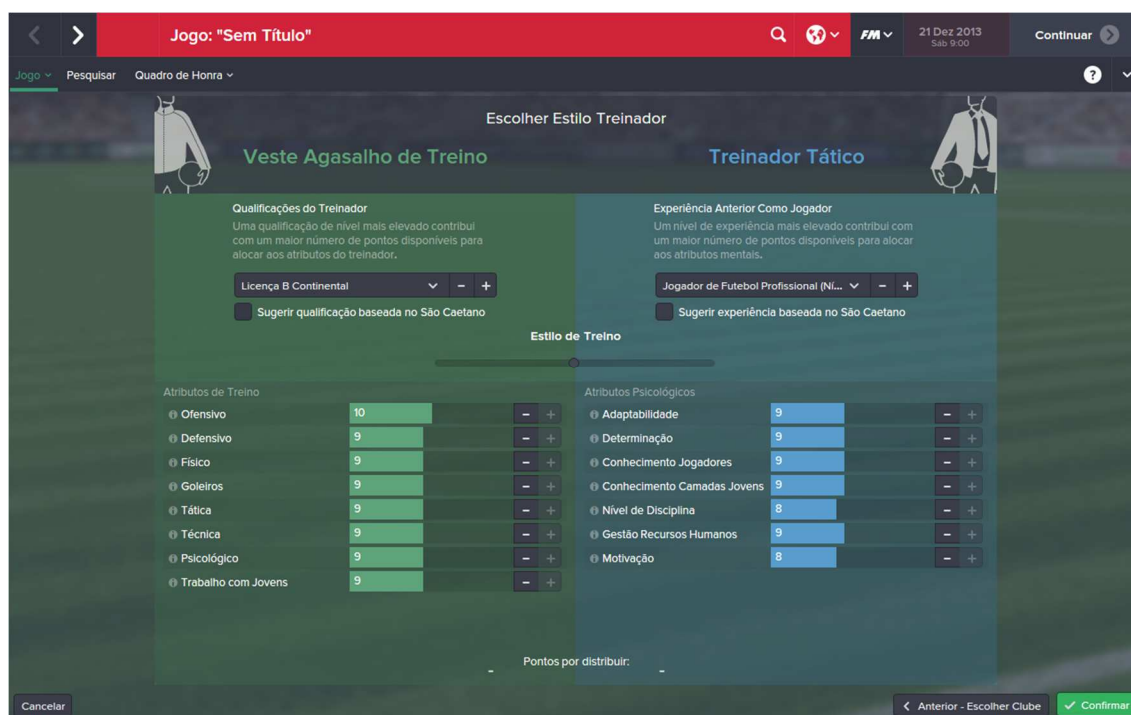 Jogo: "Sem Título"
FM
21 Dez 2013
Sáb 9:00
Continuar
Jogo
Pesquisar
Quadro de Honra
?
Escolher Estilo Treinador
Veste Agasalho de Treino
Treinador Tático
Qualificações do Treinador
Uma qualificação de nível mais elevado contribui
com um maior número de pontos disponíveis para
alocar aos atributos do treinador.
Licença B Continental
- +
Sugerir qualificação baseada no São Caetano
Experiência Anterior Como Jogador
Um nível de experiência mais elevado contribui com
um maior número de pontos disponíveis para alocar
aos atributos mentais.
Jogador de Futebol Profissional (Ní...
- +
Sugerir experiência baseada no São Caetano
Estilo de Treino
Atributos de Treino
Ofensivo 10 - +
Defensivo 9 - +
Físico 9 - +
Goleiros 9 - +
Tática 9 - +
Técnica 9 - +
Psicológico 9 - +
Trabalho com Jovens 9 - +
Atributos Psicológicos
Adaptabilidade 9 - +
Determinação 9 - +
Conhecimento Jogadores 9 - +
Conhecimento Camadas Jovens 9 - +
Nível de Disciplina 8 - +
Gestão Recursos Humanos 9 - +
Motivação 8 - +
Pontos por distribuir:
- -
Cancelar
Anterior - Escolher Clube
Confirmar